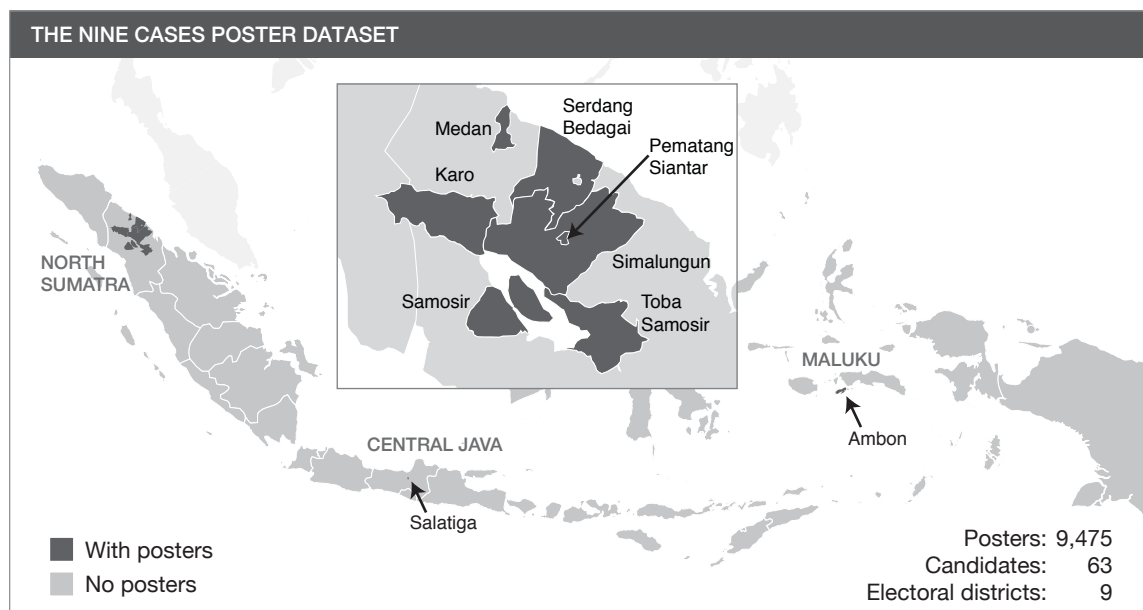 THE NINE CASES POSTER DATASET
Medan
Serdang
Bedagai
Pematang
Siantar
Karo
NORTH
SUMATRA
Simalungun
Samosir
Toba
Samosir
MALUKU
Ambon
CENTRAL JAVA
Salatiga
With posters
No posters
Posters: 9,475
Candidates: 63
Electoral districts: 9